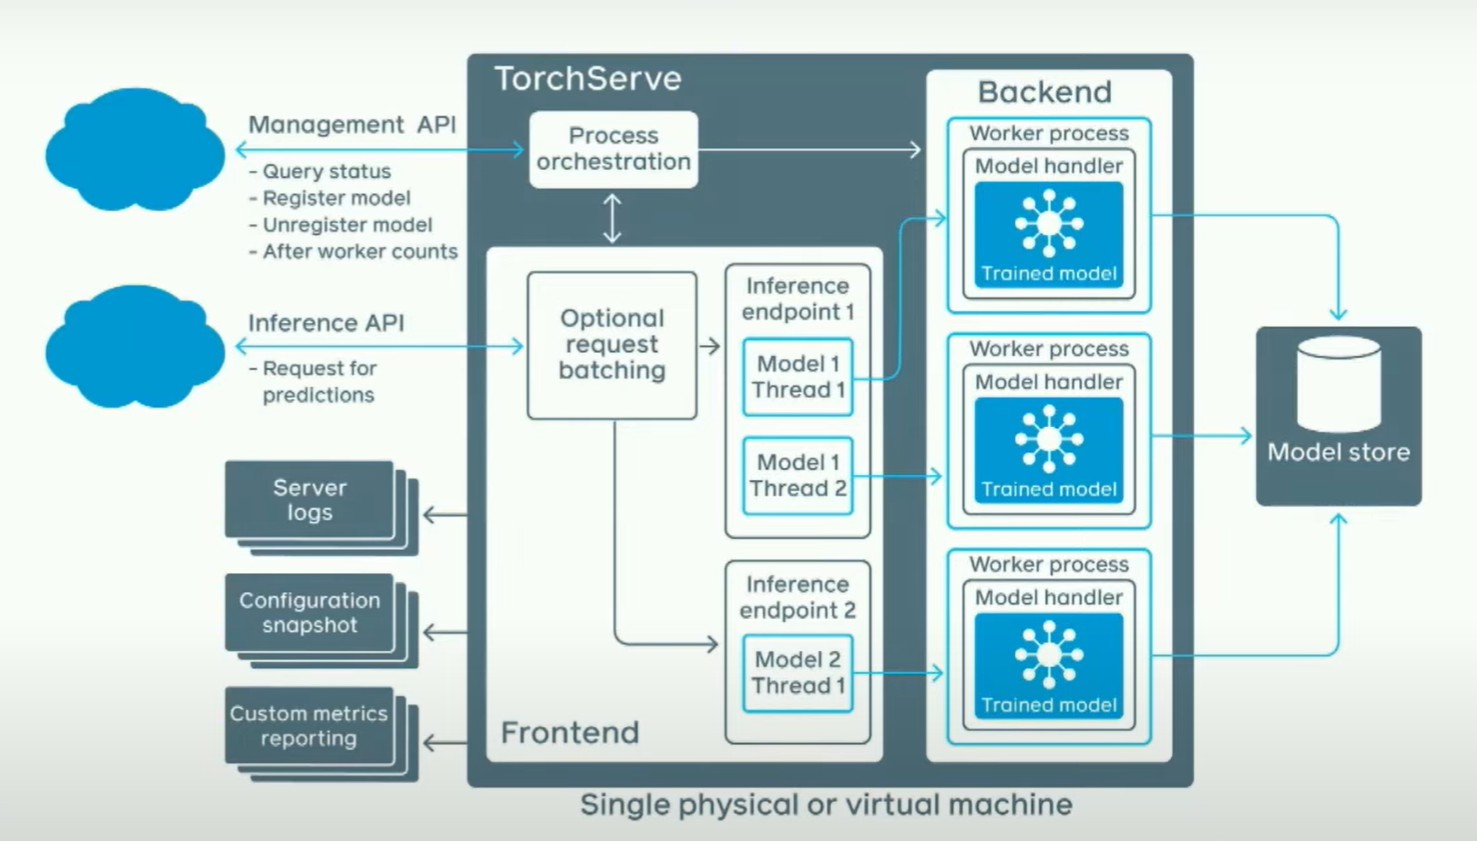 TorchServe
Backend
Management API
- Query status
- Register model
- Unregister model
- After worker counts
Process
orchestration
Inference API
- Request for
predictions
Optional
request
batching
Inference
endpoint 1
Model 1
Thread 1
Model 1
Thread 2
Inference
endpoint 2
Model 2
Thread 1
Frontend
Worker process
Model handler
Trained model
Worker process
Model handler
Trained model
Worker process
Model handler
Trained model
Model store
Server
logs
Configuration
snapshot
Custom metrics
reporting
Single physical or virtual machine